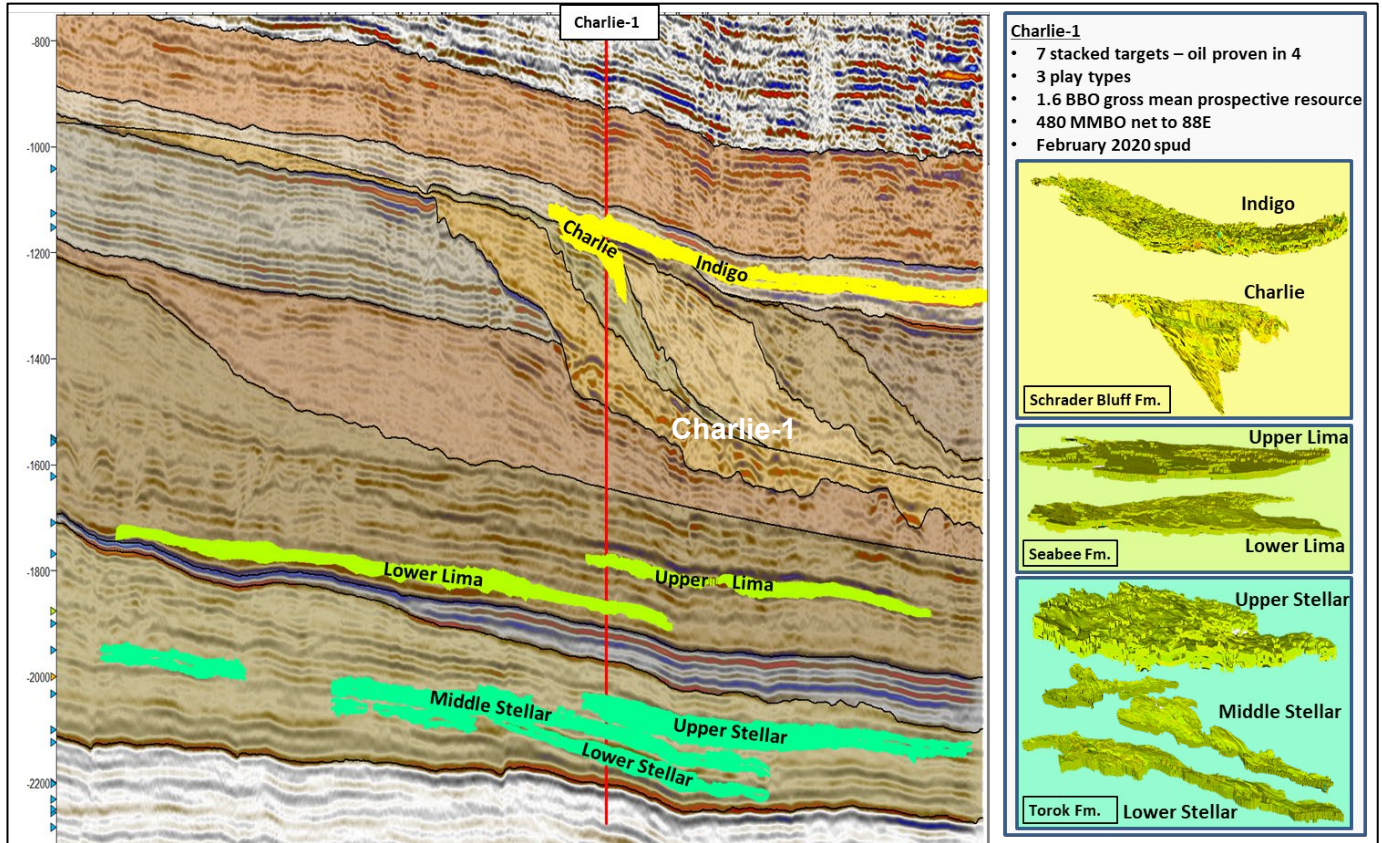 Charlie-1
-800
-1000
-1200
-1400
-1600
-1800
-2000
-2200
Charlie
Indigo
Charlie-1
Lower Lima
Upper Lima
Middle Stellar
Upper Stellar
Lower Stellar
Charlie-1
• 7 stacked targets – oil proven in 4
• 3 play types
• 1.6 BBO gross mean prospective resource
• 480 MMBO net to 88E
• February 2020 spud
Indigo
Charlie
Schrader Bluff Fm.
Upper Lima
Lower Lima
Seabee Fm.
Upper Stellar
Middle Stellar
Lower Stellar
Torok Fm.